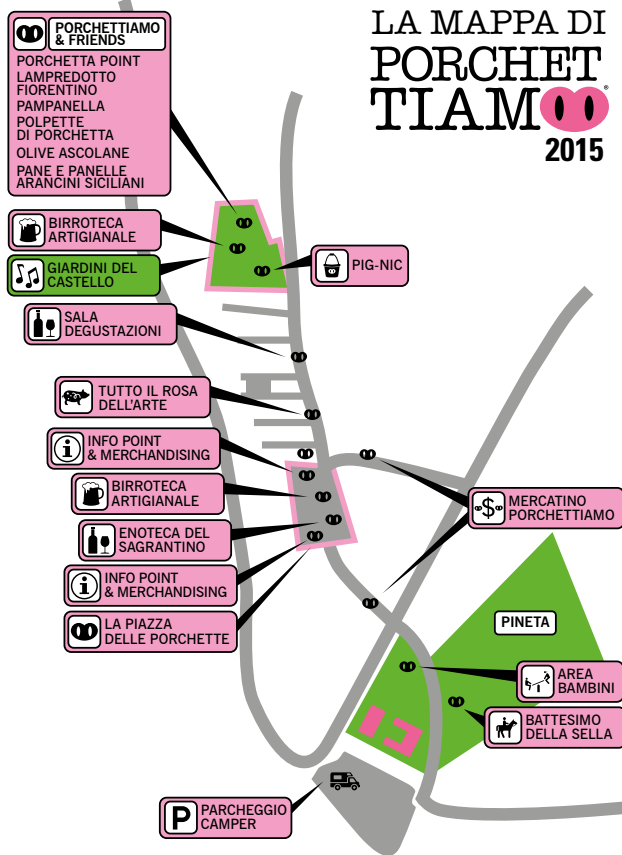 LA MAPPA DI
PORCHET
TIAMOO®
2015
PORCHETTIAMO
& FRIENDS
PORCHETTA POINT
LAMPREDOTTO
FIORENTINO
PAMPANELLA
POLPETTE
DI PORCHETTA
OLIVE ASCOLANE
PANE E PANELLE
ARANCINI SICILIANI
BIRROTECA
ARTIGIANALE
GIARDINI DEL
CASTELLO
PIG-NIC
SALA
DEGUSTAZIONI
TUTTO IL ROSA
DELL'ARTE
i INFO POINT
& MERCHANDISING
BIRROTECA
ARTIGIANALE
ENOTECA DEL
SAGRANTINO
i INFO POINT
& MERCHANDISING
LA PIAZZA
DELLE PORCHETTE
$ MERCATINO
PORCHETTIAMO
PINETA
AREA
BAMBINI
BATTESIMO
DELLA SELLA
P PARCHEGGIO
CAMPER